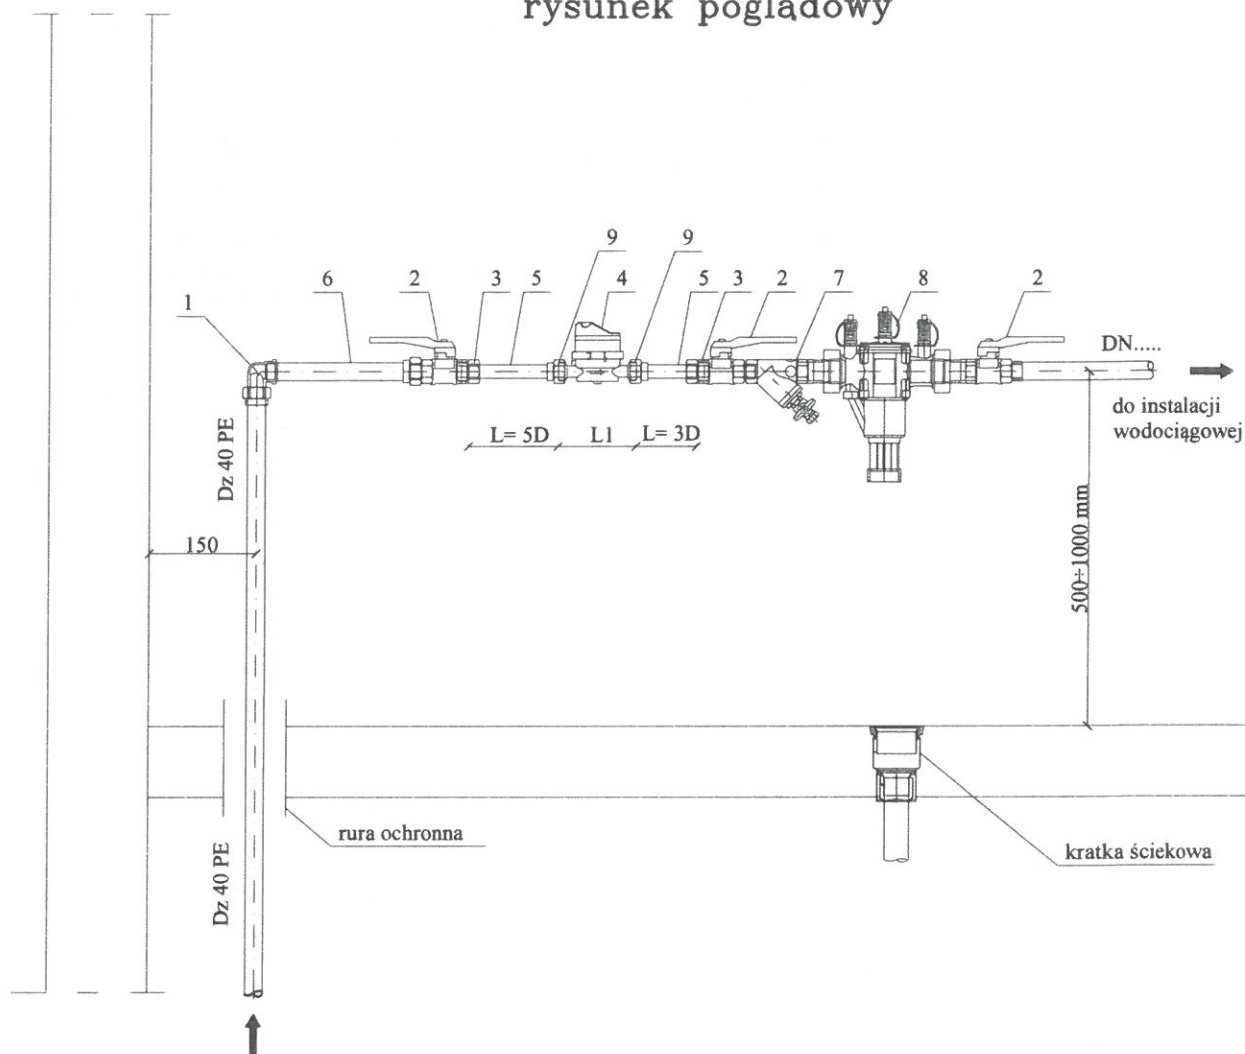 rysunek poglądowy
9 9
6 2 3 5 4 5 3 2 7 8 2
1
DN.....
do instalacji
wodociągowej
L= 5D L1 L= 3D
Dz 40 PE
150
500÷1000 mm
rura ochronna
kratka ściekowa
Dz 40 PE